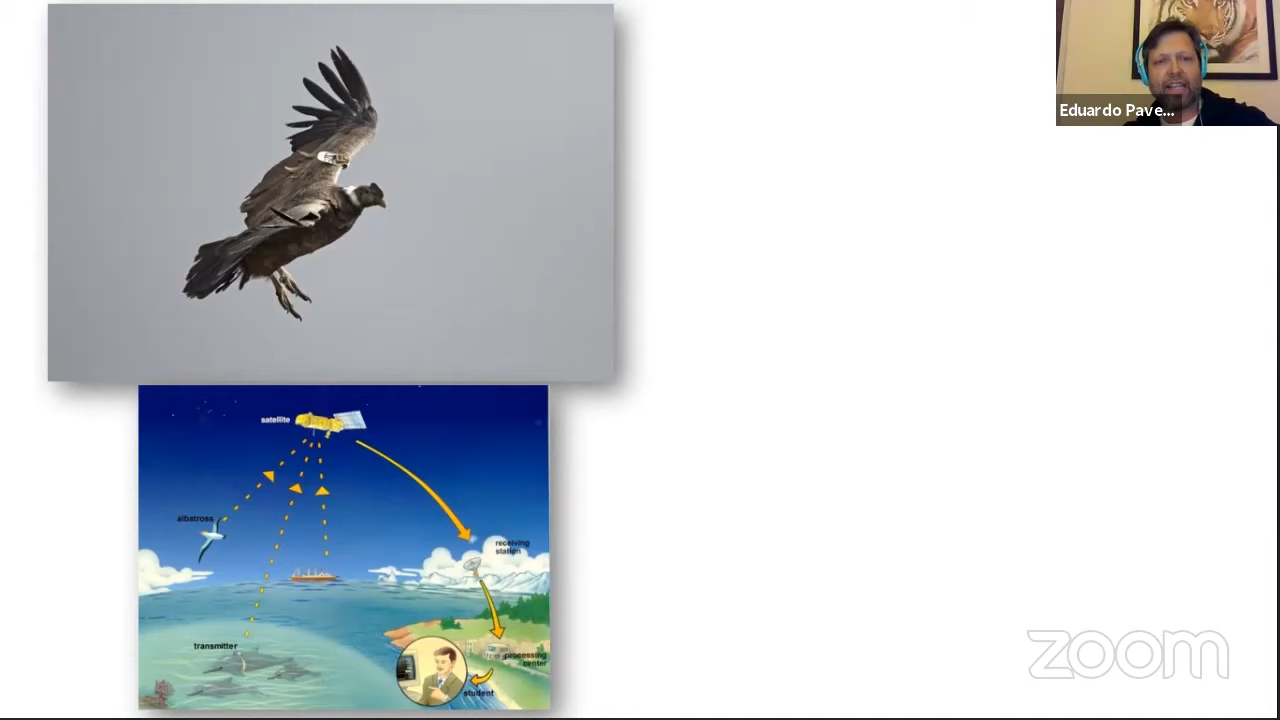 Eduardo Pave...
satellite
albatross
receiving
station
transmitter
processing
center
student
zoom